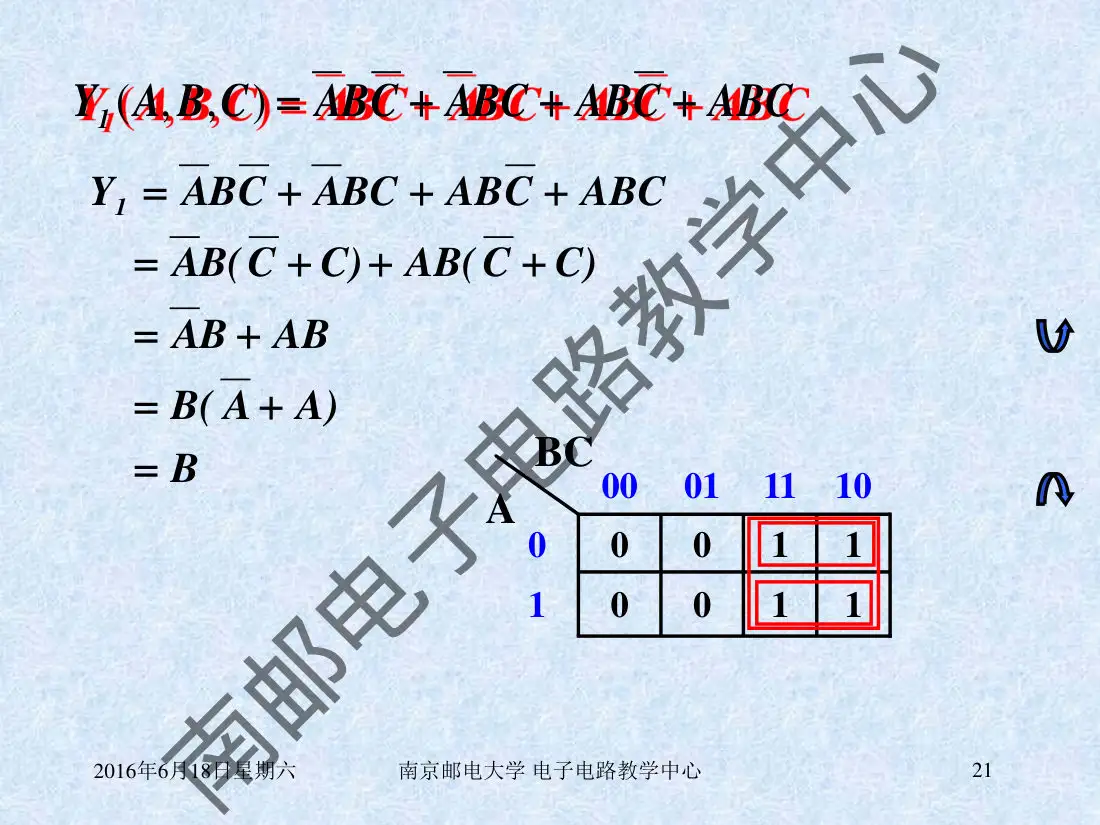 Y₁(A,B,C) = A̅BC̅ + A̅BC + ABC̅ + ABC
Y₁ = A̅BC̅ + A̅BC + ABC̅ + ABC
= A̅B(C̅ + C) + AB(C̅ + C)
= A̅B + AB
= B(A̅ + A)
= B
BC
A
00 01 11 10
0 0 0 1 1
1 0 0 1 1
南邮电子电路教学中心
2016年6月18日星期六 南京邮电大学 电子电路教学中心 21